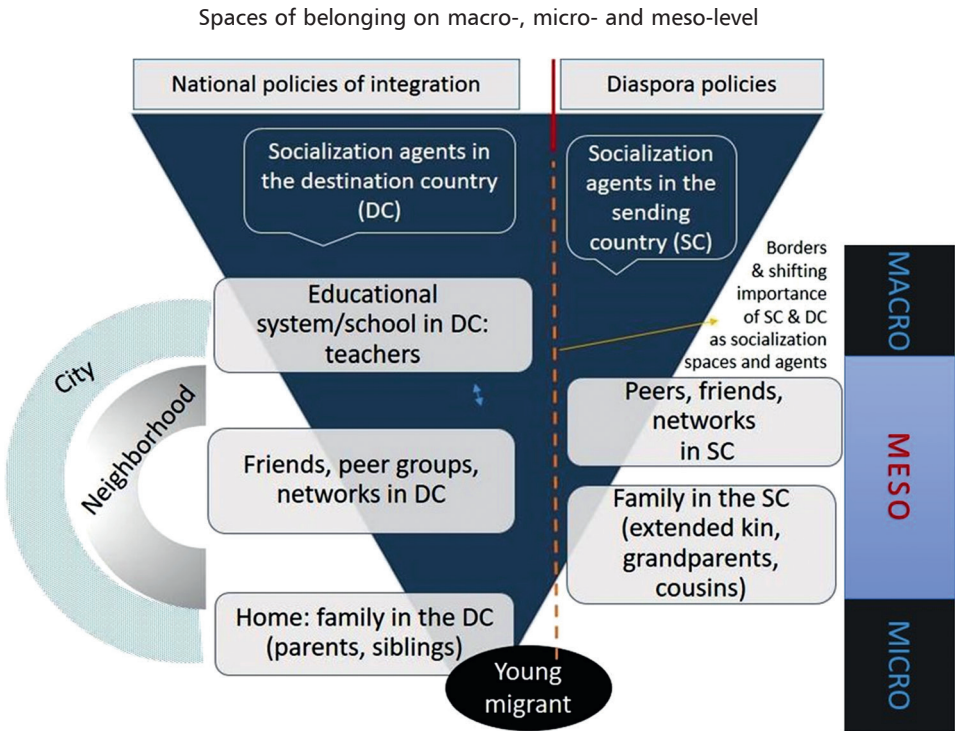 Spaces of belonging on macro-, micro- and meso-level
National policies of integration
Diaspora policies
Socialization agents in
the destination country
(DC)
Socialization
agents in the
sending
country (SC)
Borders
& shifting
importance
of SC & DC
as socialization
spaces and agents
Educational
system/school in DC:
teachers
City
Neighborhood
Peers, friends,
networks
in SC
Friends, peer groups,
networks in DC
Family in the SC
(extended kin,
grandparents,
cousins)
Home: family in the DC
(parents, siblings)
Young
migrant
MACRO
MESO
MICRO